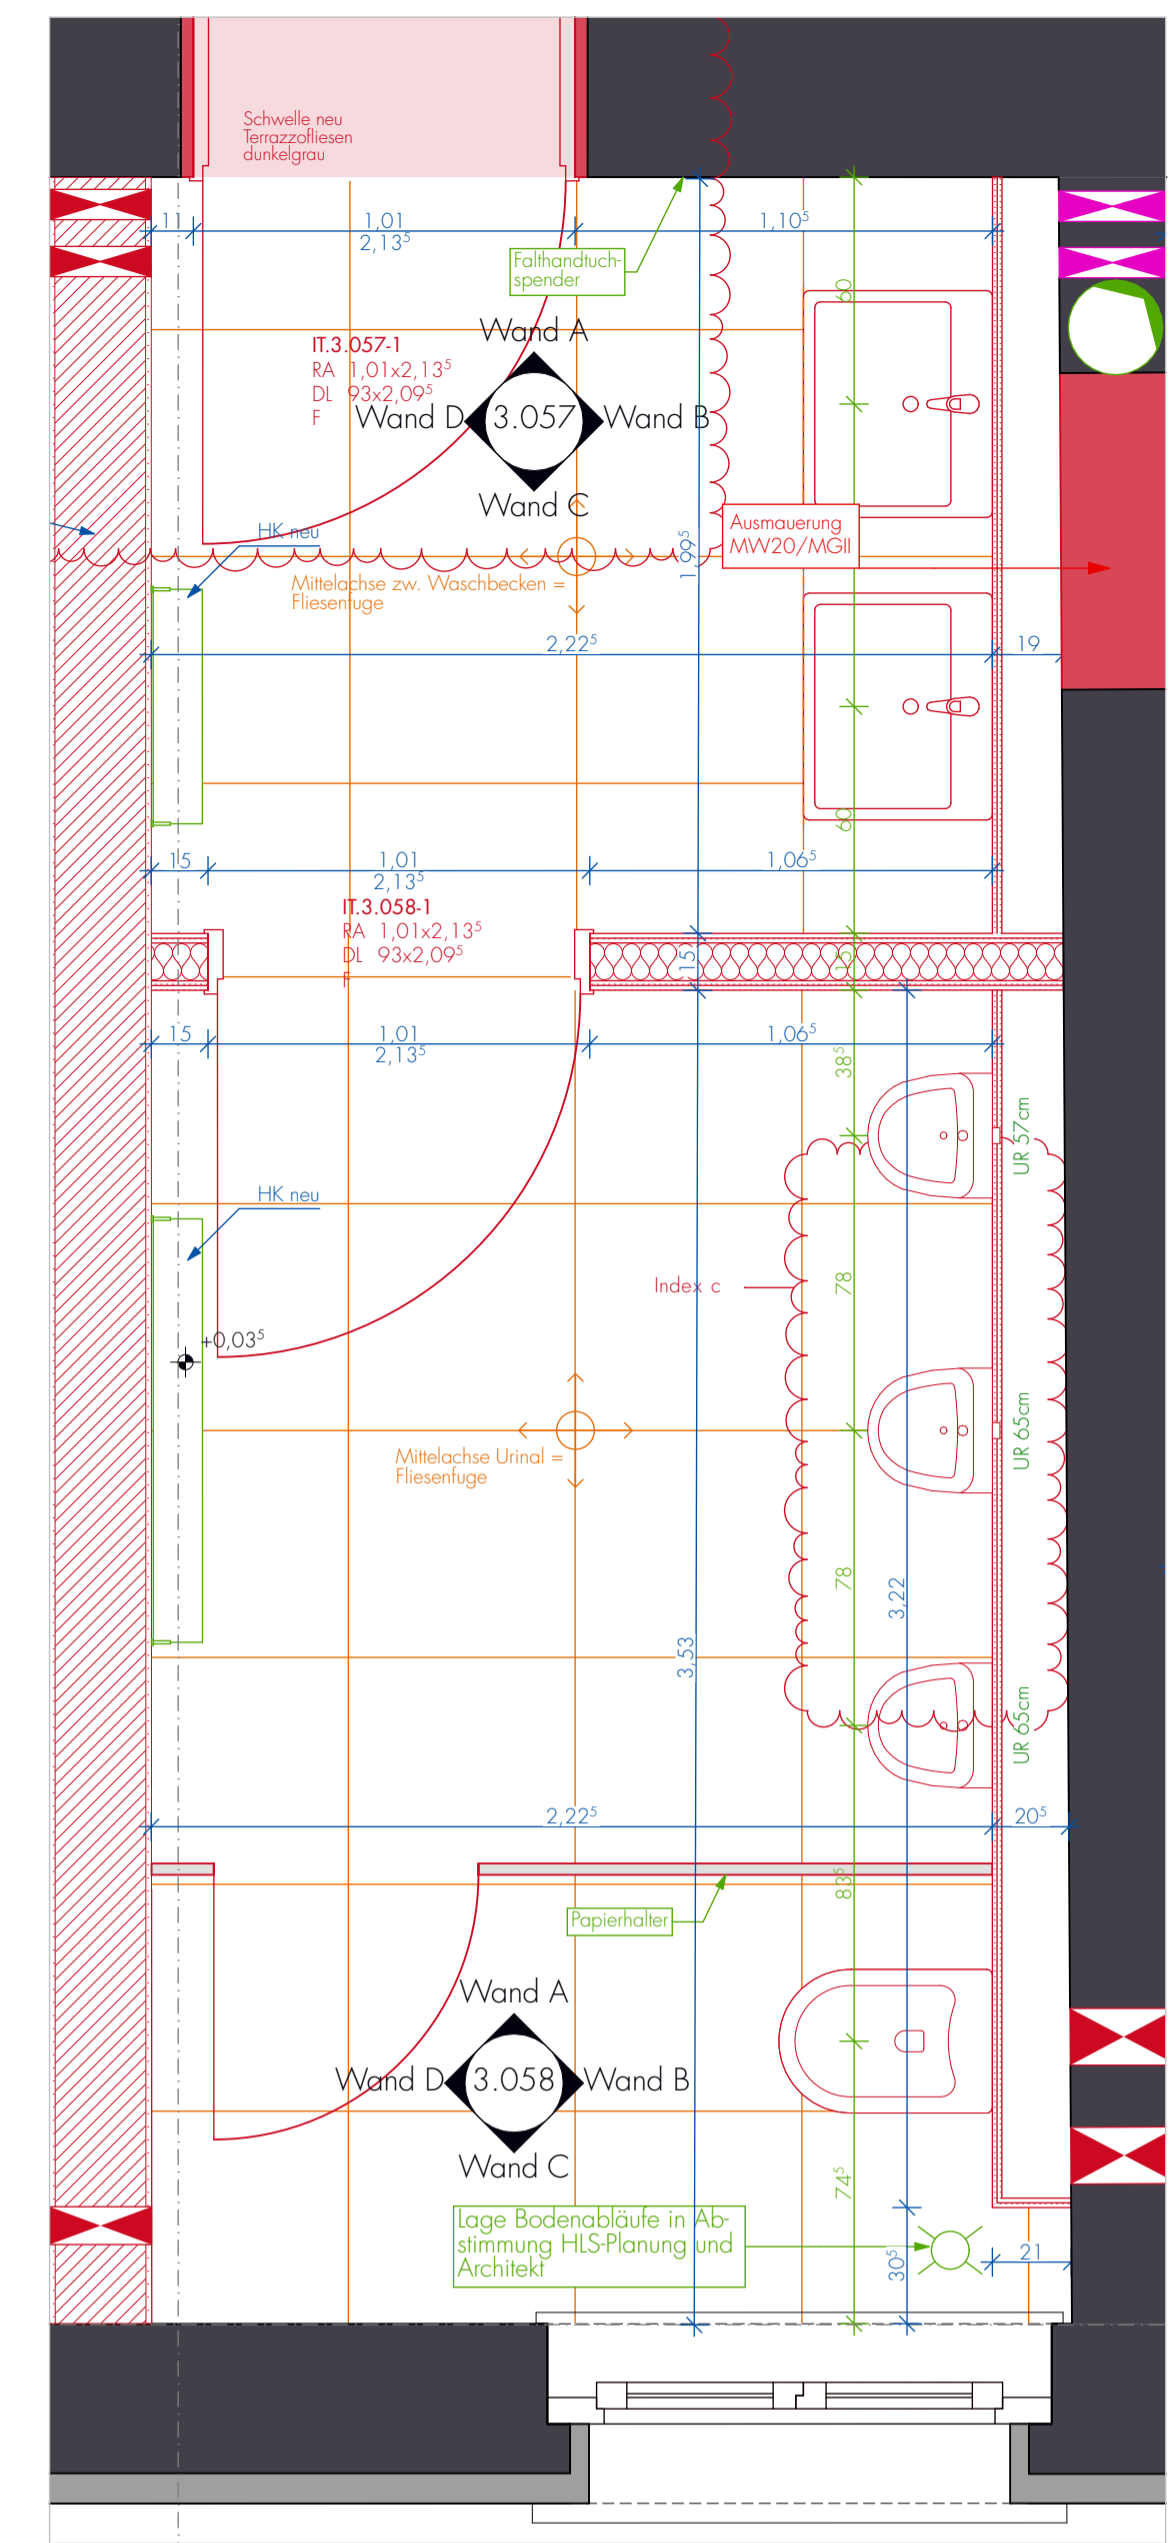 Schwelle neu
Terrazzofliesen
dunkelgrau
11
1,01
2,13⁵
1,10⁵
Falthandtuch-
spender
60
Wand A
IT.3.057-1
RA 1,01x2,13⁵
DL 93x2,09⁵
F
Wand D
3.057
Wand B
Wand C
Ausmauerung
MW20/MGII
HK neu
1,99⁵
Mittelachse zw. Waschbecken =
Fliesenfuge
2,22⁵
19
60
15
1,01
2,13⁵
1,06⁵
IT.3.058-1
RA 1,01x2,13⁵
DL 93x2,09⁵
F
15
15
15
1,01
2,13⁵
1,06⁵
38⁵
UR 57cm
HK neu
Index c
78
+0,03⁵
UR 65cm
Mittelachse Urinal =
Fliesenfuge
78
3,22
3,53
UR 65cm
2,22⁵
20⁵
83⁵
Papierhalter
Wand A
Wand D
3.058
Wand B
Wand C
74⁵
Lage Bodenabläufe in Ab-
stimmung HLS-Planung und
Architekt
30⁵
21